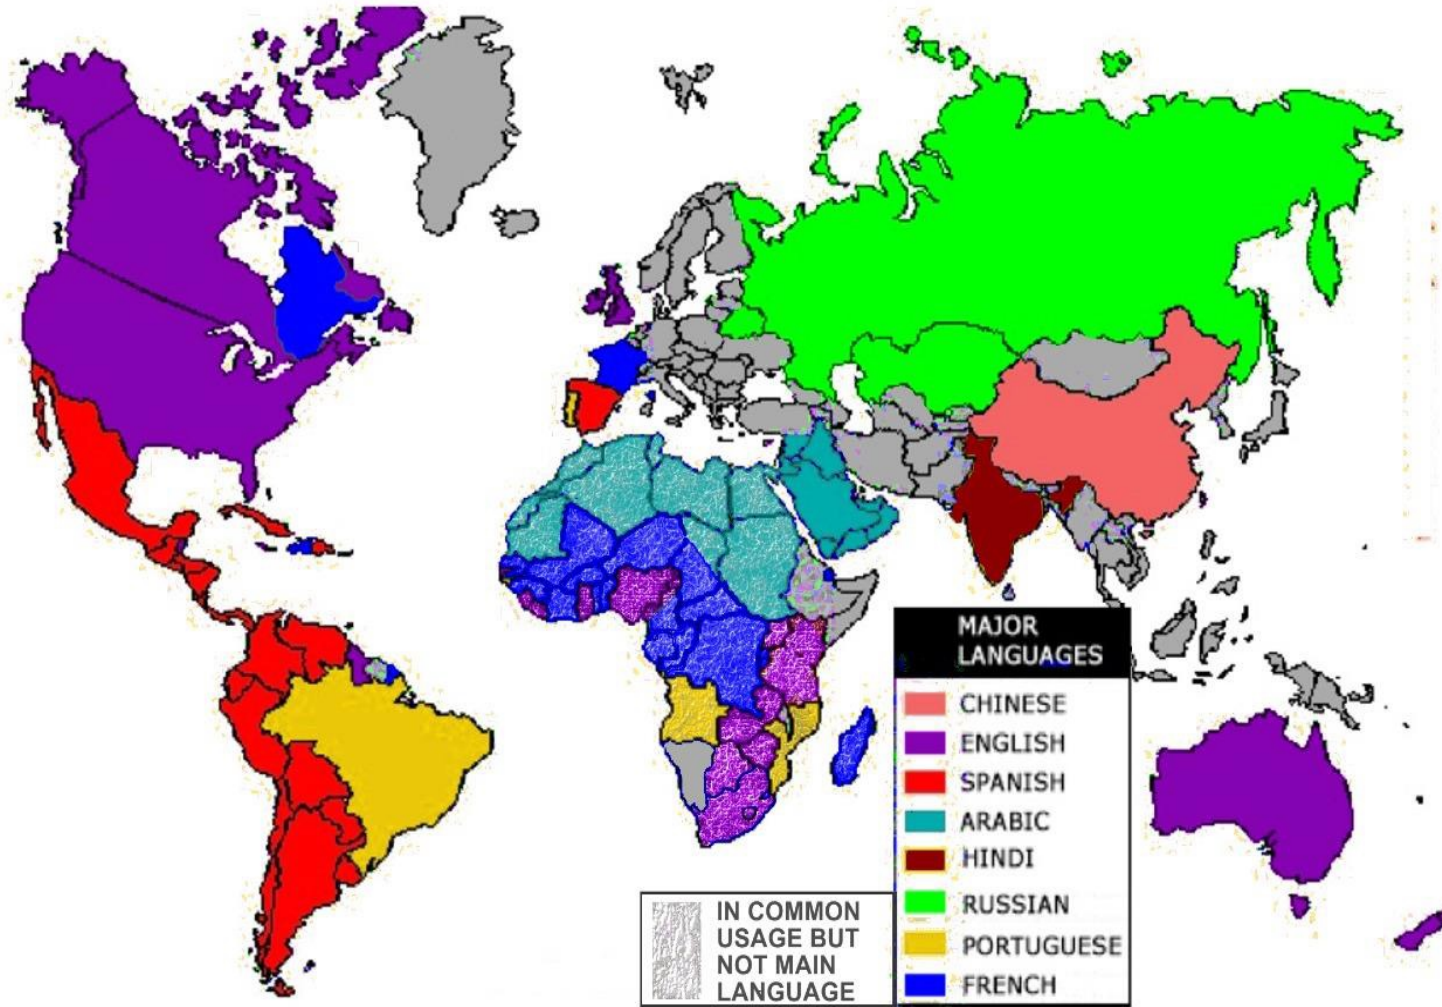 MAJOR
LANGUAGES
CHINESE
ENGLISH
SPANISH
ARABIC
HINDI
RUSSIAN
PORTUGUESE
FRENCH
IN COMMON
USAGE BUT
NOT MAIN
LANGUAGE